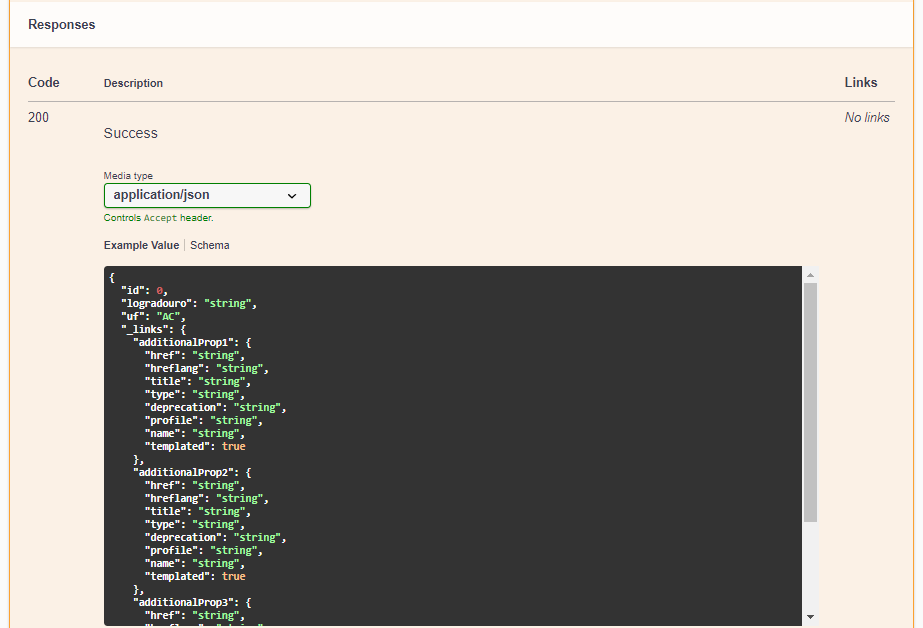 Responses
Code Description Links
200 Success No links
Media type
application/json
Controls Accept header.
Example Value Schema
{
  "id": 0,
  "logradouro": "string",
  "uf": "AC",
  "_links": {
    "additionalProp1": {
      "href": "string",
      "hreflang": "string",
      "title": "string",
      "type": "string",
      "deprecation": "string",
      "profile": "string",
      "name": "string",
      "templated": true
    },
    "additionalProp2": {
      "href": "string",
      "hreflang": "string",
      "title": "string",
      "type": "string",
      "deprecation": "string",
      "profile": "string",
      "name": "string",
      "templated": true
    },
    "additionalProp3": {
      "href": "string",